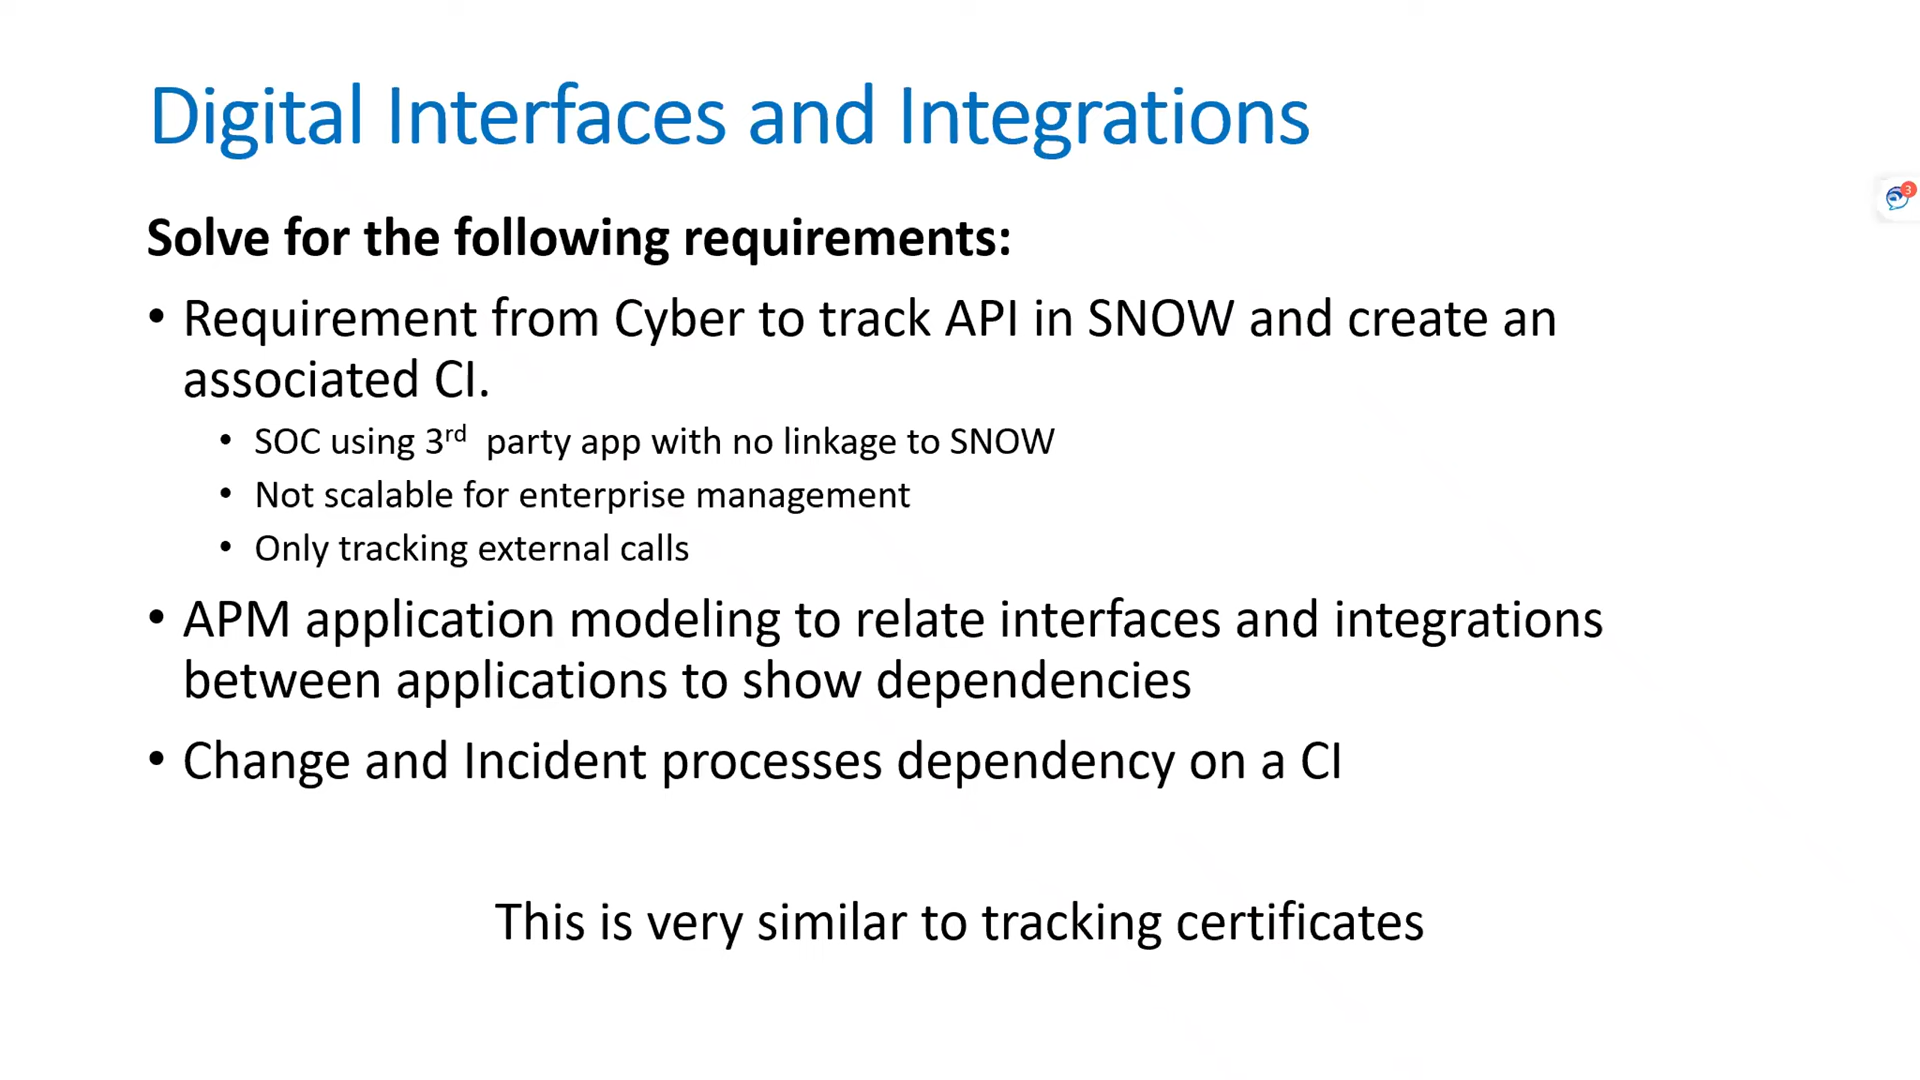 Digital Interfaces and Integrations
3
Solve for the following requirements:
• Requirement from Cyber to track API in SNOW and create an
associated CI.
• SOC using 3rd party app with no linkage to SNOW
• Not scalable for enterprise management
• Only tracking external calls
• APM application modeling to relate interfaces and integrations
between applications to show dependencies
• Change and Incident processes dependency on a CI
This is very similar to tracking certificates